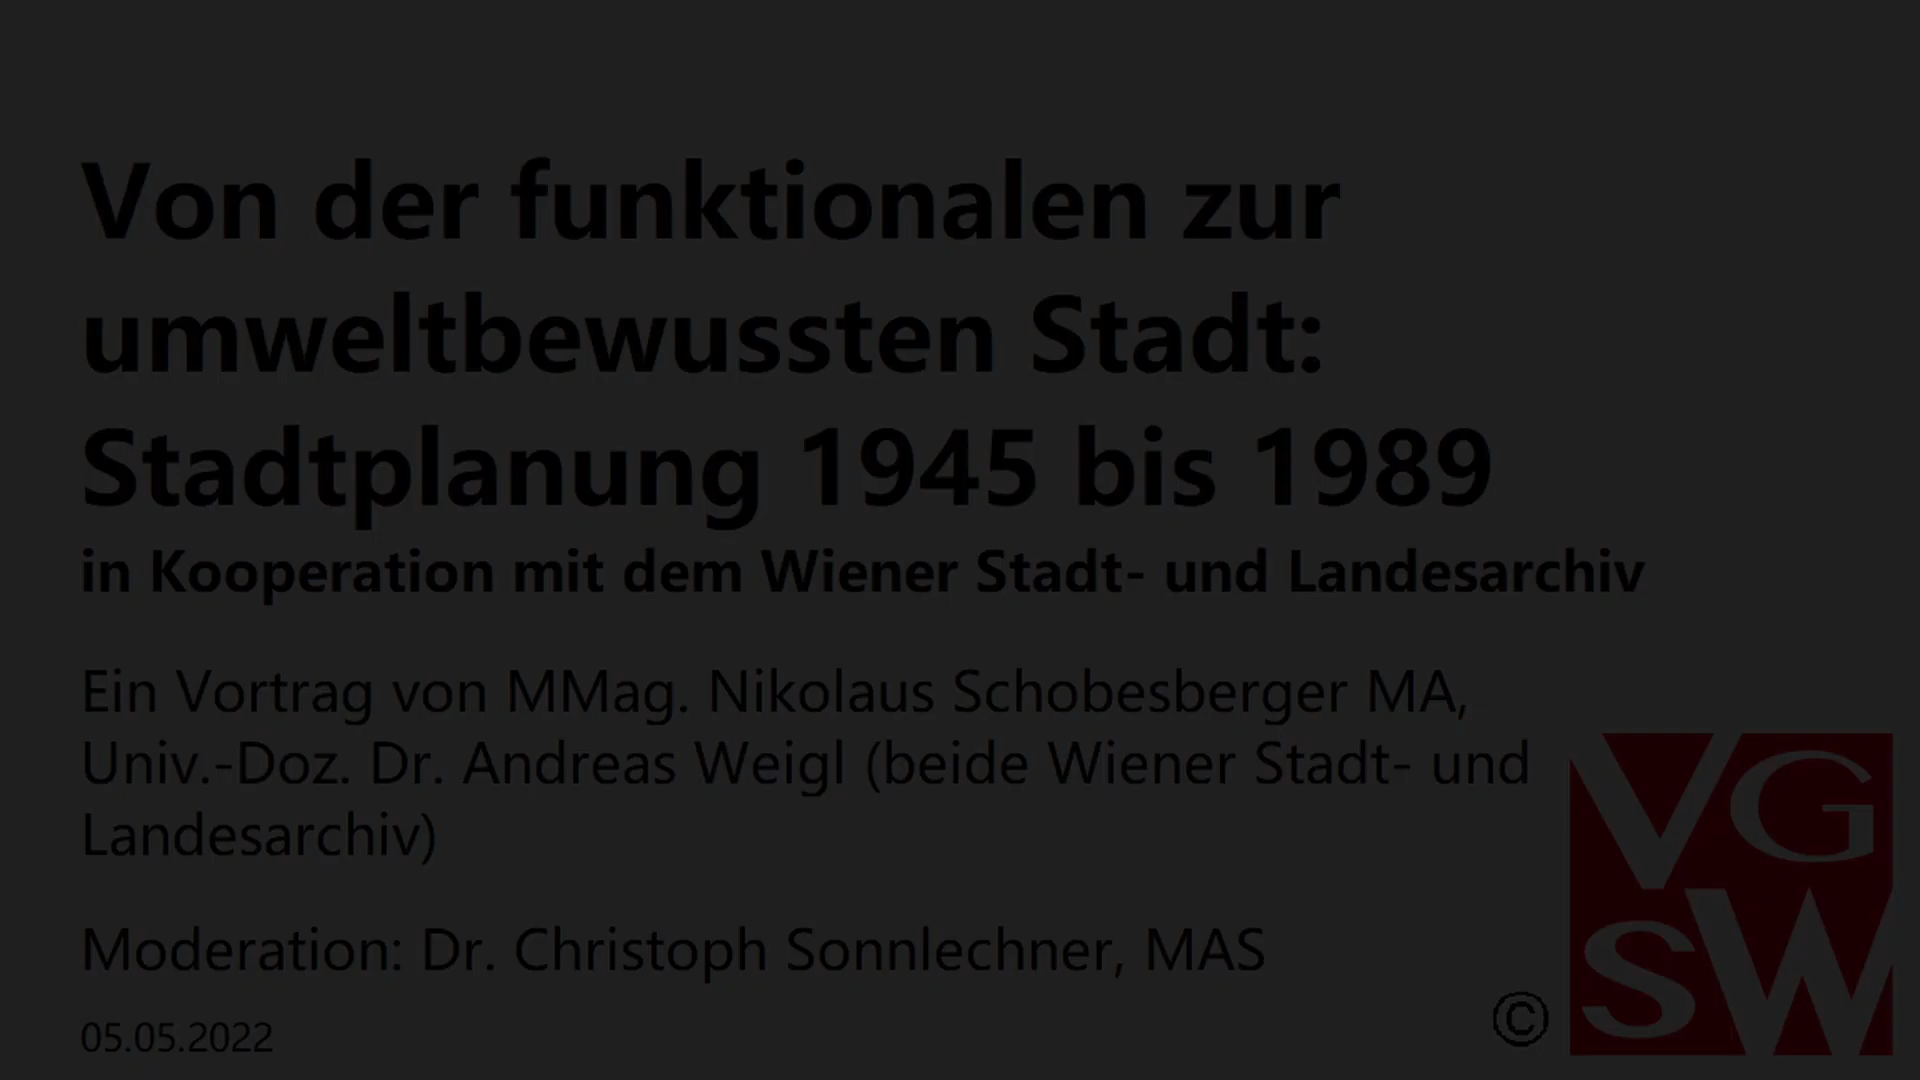 Von der funktionalen zur
umweltbewussten Stadt:
Stadtplanung 1945 bis 1989
in Kooperation mit dem Wiener Stadt- und Landesarchiv
Ein Vortrag von MMag. Nikolaus Schobesberger MA,
Univ.-Doz. Dr. Andreas Weigl (beide Wiener Stadt- und
Landesarchiv)
Moderation: Dr. Christoph Sonnlechner, MAS
05.05.2022
©
VG
SW